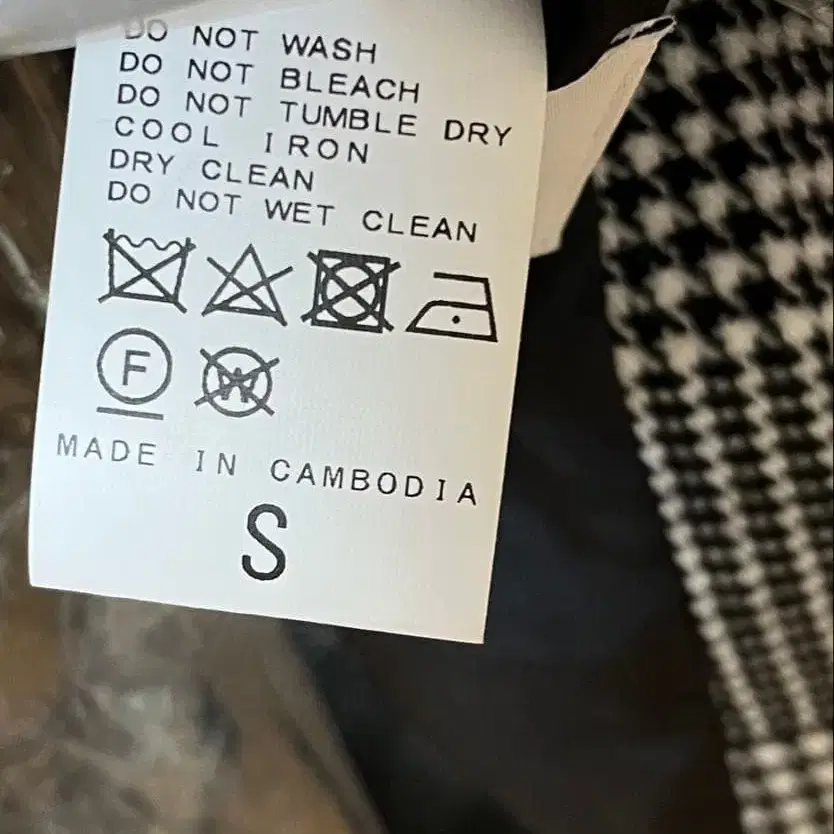 DO NOT WASH
DO NOT BLEACH
DO NOT TUMBLE DRY
COOL IRON
DRY CLEAN
DO NOT WET CLEAN
F
W
MADE IN CAMBODIA
S